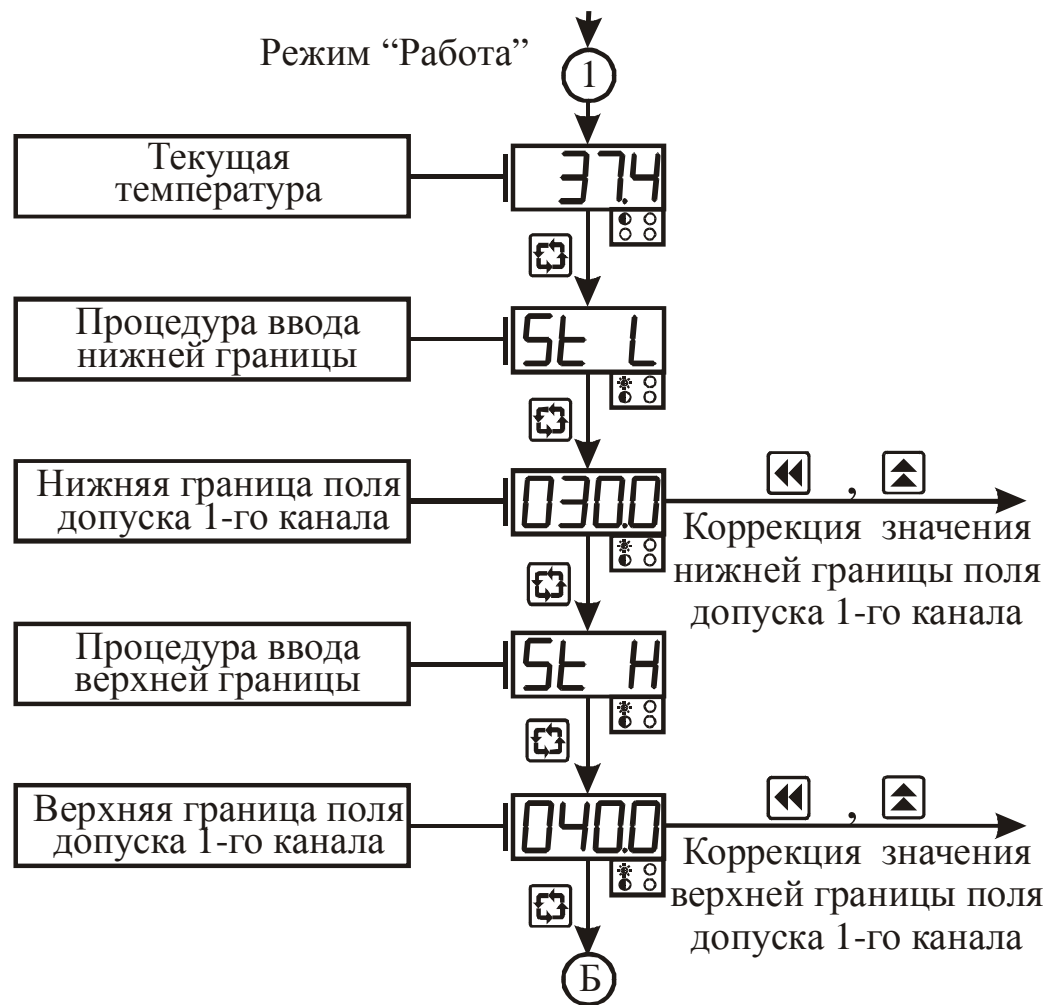 Режим “Работа”
1
Текущая
температура
37.4
Процедура ввода
нижней границы
St L
Нижняя граница поля
допуска 1-го канала
030.0
,
Коррекция значения
нижней границы поля
допуска 1-го канала
Процедура ввода
верхней границы
St H
Верхняя граница поля
допуска 1-го канала
040.0
,
Коррекция значения
верхней границы поля
допуска 1-го канала
Б